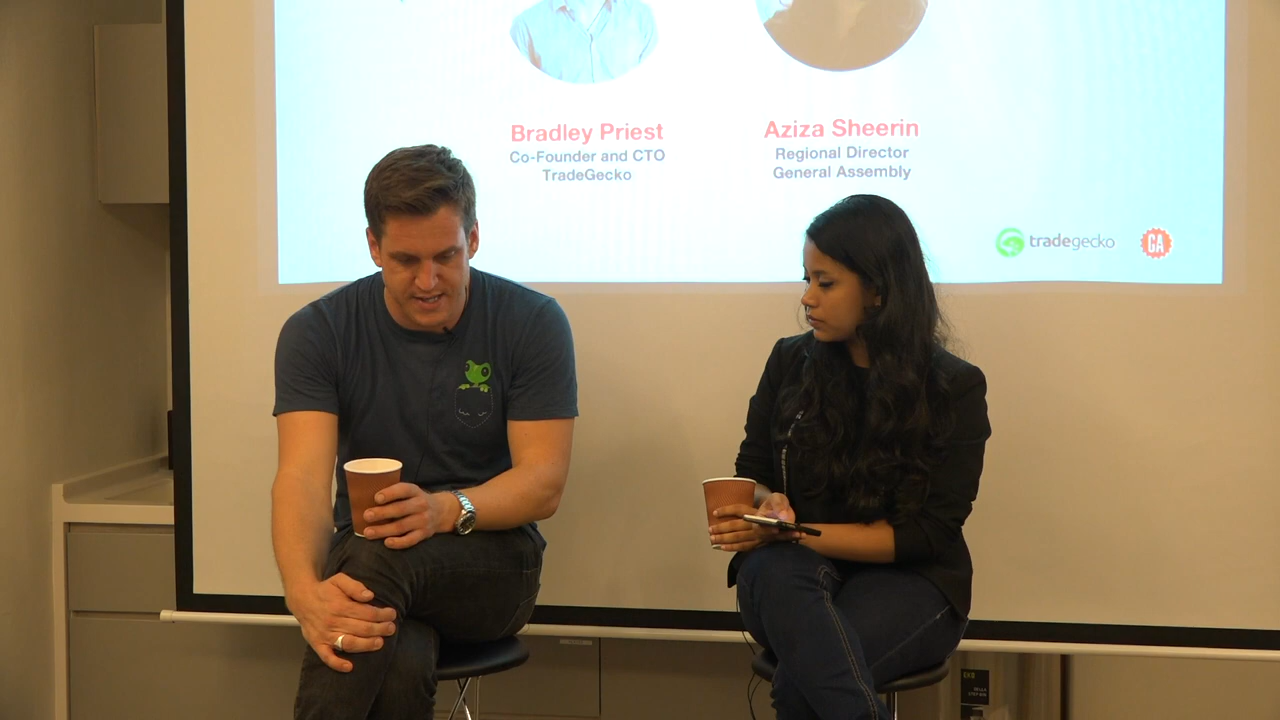 Bradley Priest
Co-Founder and CTO
TradeGecko
Aziza Sheerin
Regional Director
General Assembly
tradegecko
GA